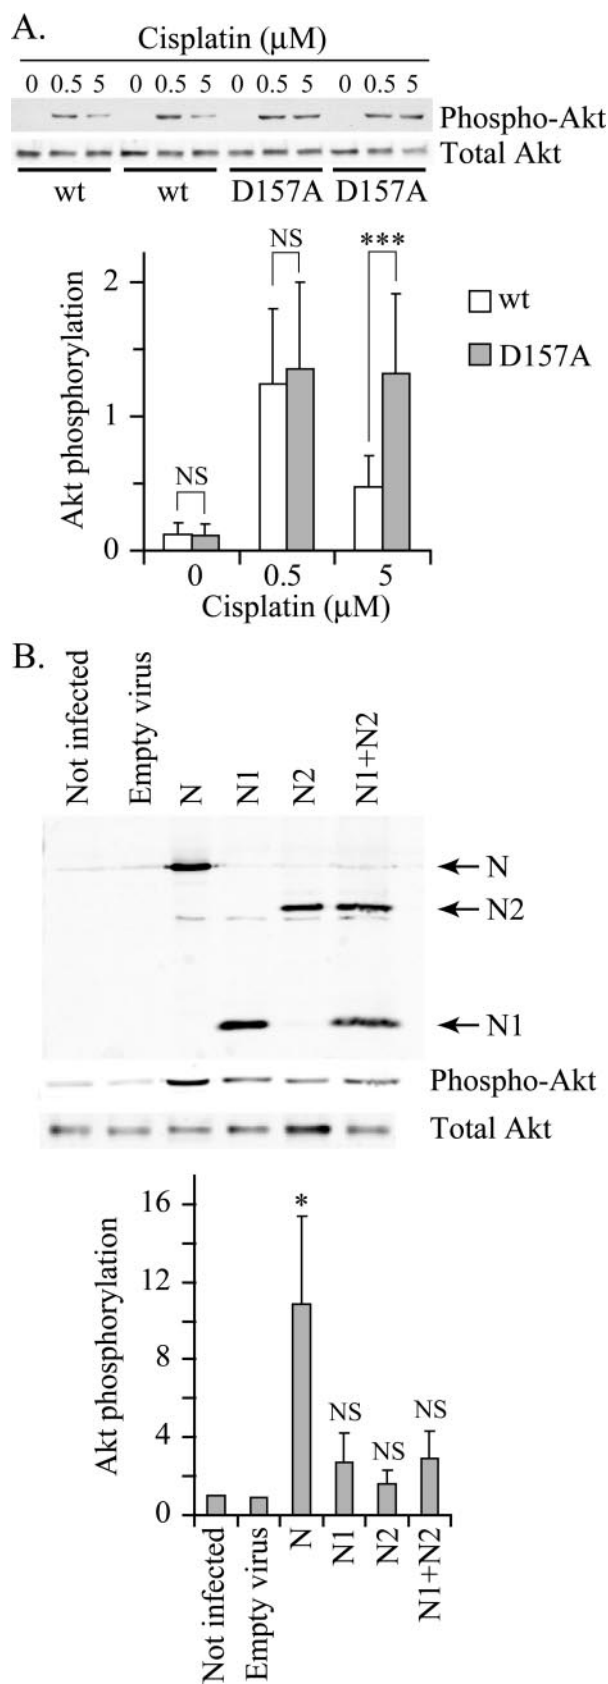 A.
Cisplatin (μM)
0 0.5 5 0 0.5 5 0 0.5 5 0 0.5 5
Phospho-Akt
Total Akt
wt wt D157A D157A
Akt phosphorylation
2
1
0
NS
NS
***
wt
D157A
0 0.5 5
Cisplatin (μM)
B.
Not infected
Empty virus
N
N1
N2
N1+N2
N
N2
N1
Phospho-Akt
Total Akt
Akt phosphorylation
16
12
8
4
0
*
NS
NS
NS
Not infected
Empty virus
N
N1
N2
N1+N2